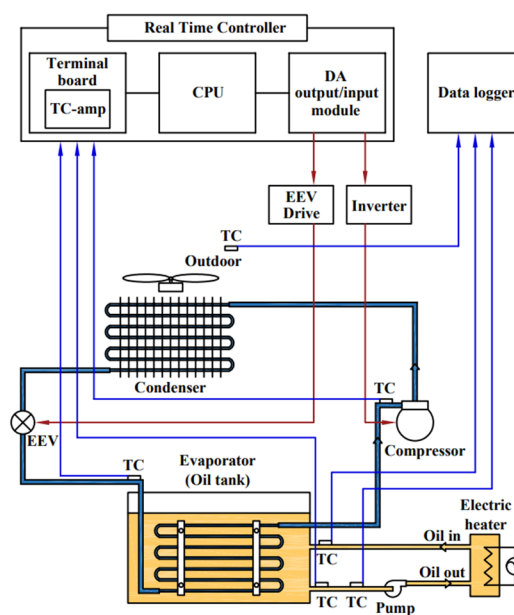 Real Time Controller
Terminal
board
TC-amp
CPU
DA
output/input
module
Data logger
EEV
Drive
Inverter
TC
Outdoor
Condenser
TC
EEV
Compressor
TC
Evaporator
(Oil tank)
Electric
heater
Oil in
TC
Oil out
TC
TC
Pump